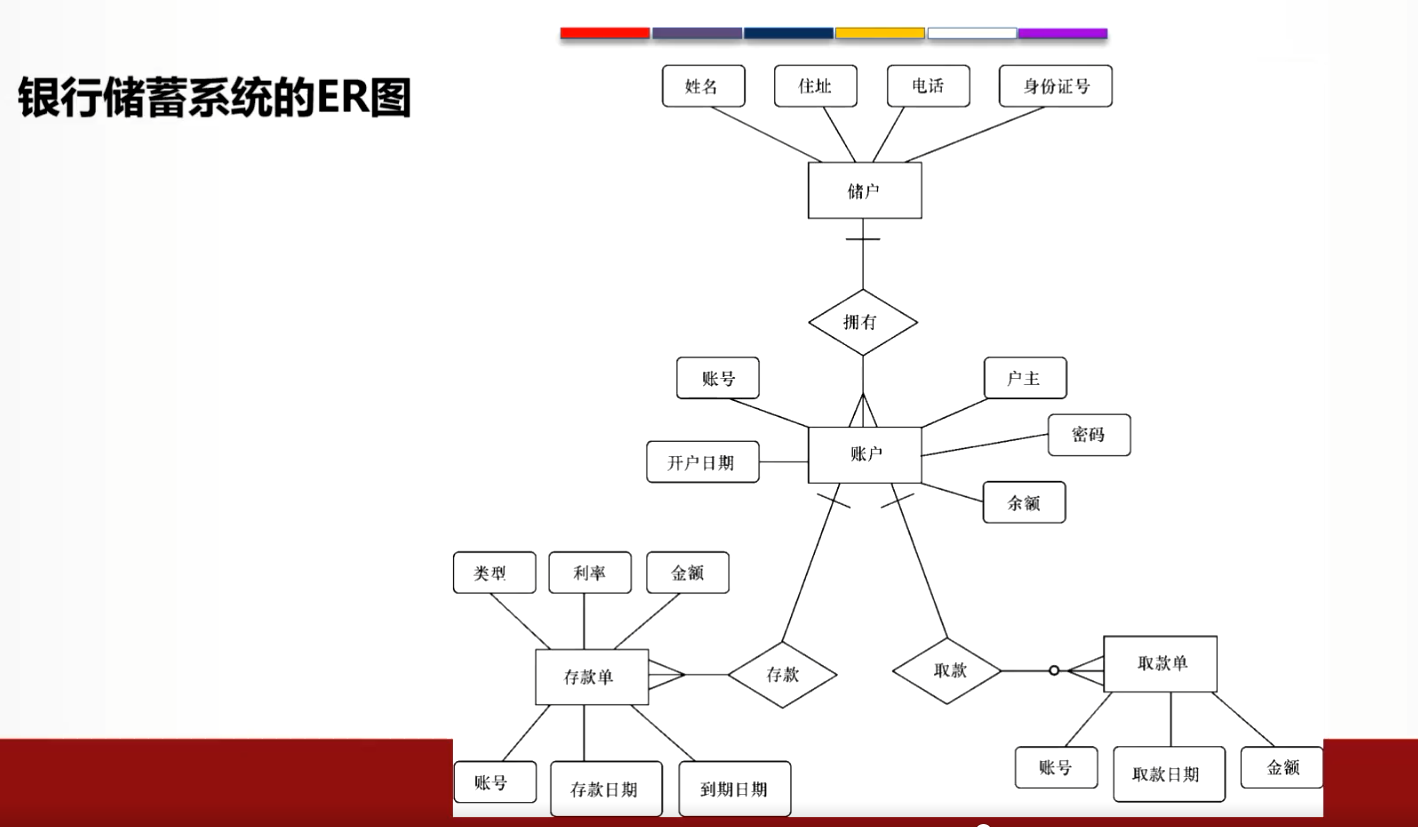 银行储蓄系统的ER图
姓名
住址
电话
身份证号
储户
拥有
账号
户主
开户日期
账户
密码
余额
类型
利率
金额
存款单
存款
取款
取款单
账号
存款日期
到期日期
账号
取款日期
金额